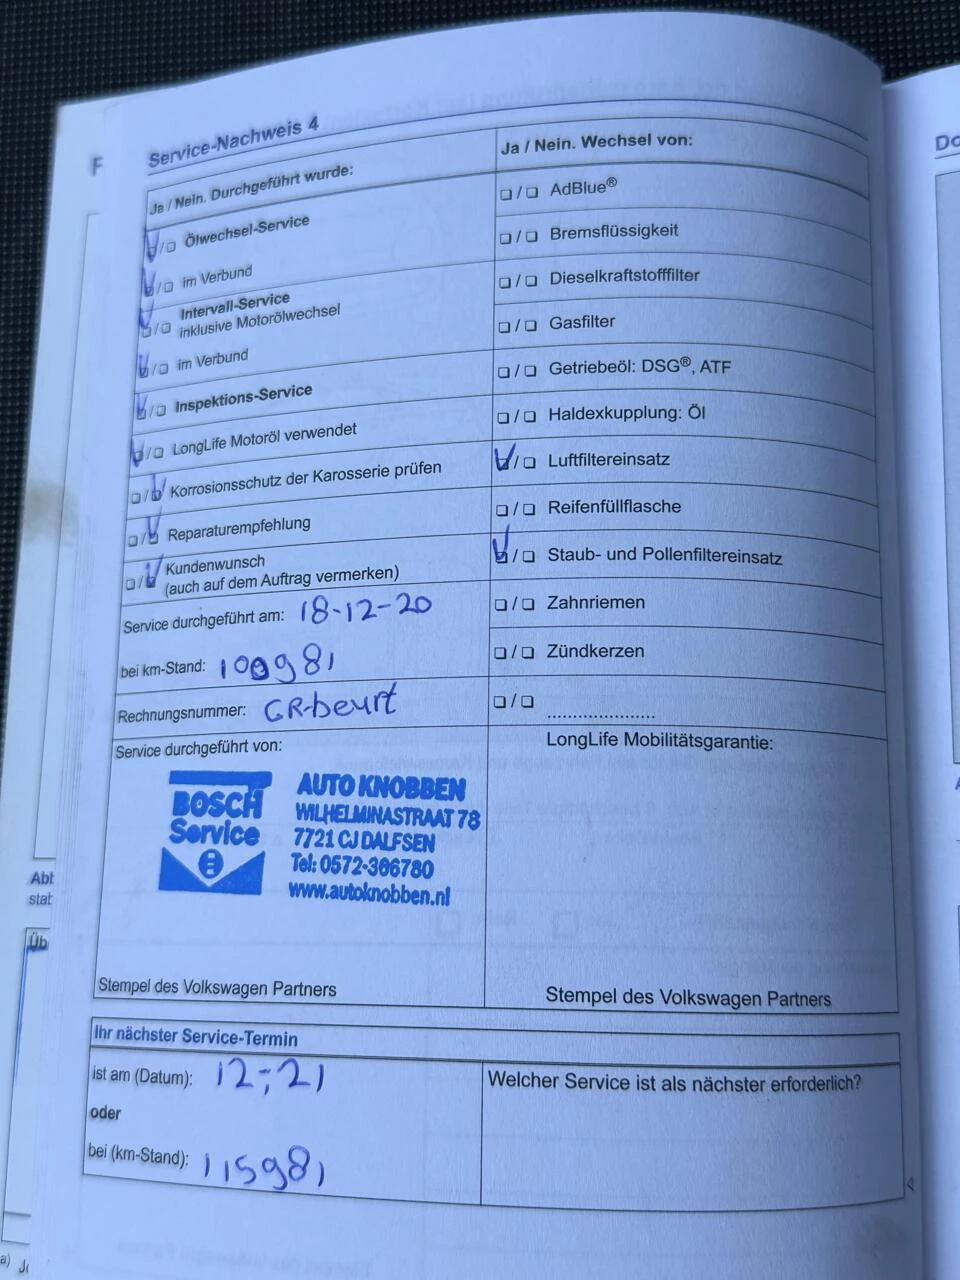 Service-Nachweis 4
Ja / Nein. Durchgeführt wurde:
Ölwechsel-Service
im Verbund
Intervall-Service
inklusive Motorölwechsel
im Verbund
Inspektions-Service
LongLife Motoröl verwendet
Korrosionsschutz der Karosserie prüfen
Reparaturempfehlung
Kundenwunsch
(auch auf dem Auftrag vermerken)
Service durchgeführt am: 18-12-20
bei km-Stand: 100981
Rechnungsnummer: GR-beurt
Service durchgeführt von:
BOSCH
Service
AUTO KNOBBEN
WILHELMINASTRAAT 78
7721 CJ DALFSEN
Tel: 0572-366780
www.autoknobben.nl
Stempel des Volkswagen Partners
Ja / Nein. Wechsel von:
AdBlue®
Bremsflüssigkeit
Dieselkraftstofffilter
Gasfilter
Getriebeöl: DSG®, ATF
Haldexkupplung: Öl
Luftfiltereinsatz
Reifenfüllflasche
Staub- und Pollenfiltereinsatz
Zahnriemen
Zündkerzen
.....................
LongLife Mobilitätsgarantie:
Stempel des Volkswagen Partners
Ihr nächster Service-Termin
ist am (Datum): 12-21
oder
bei (km-Stand): 115981
Welcher Service ist als nächster erforderlich?
F
Abb
stat
Üb
a)
Do